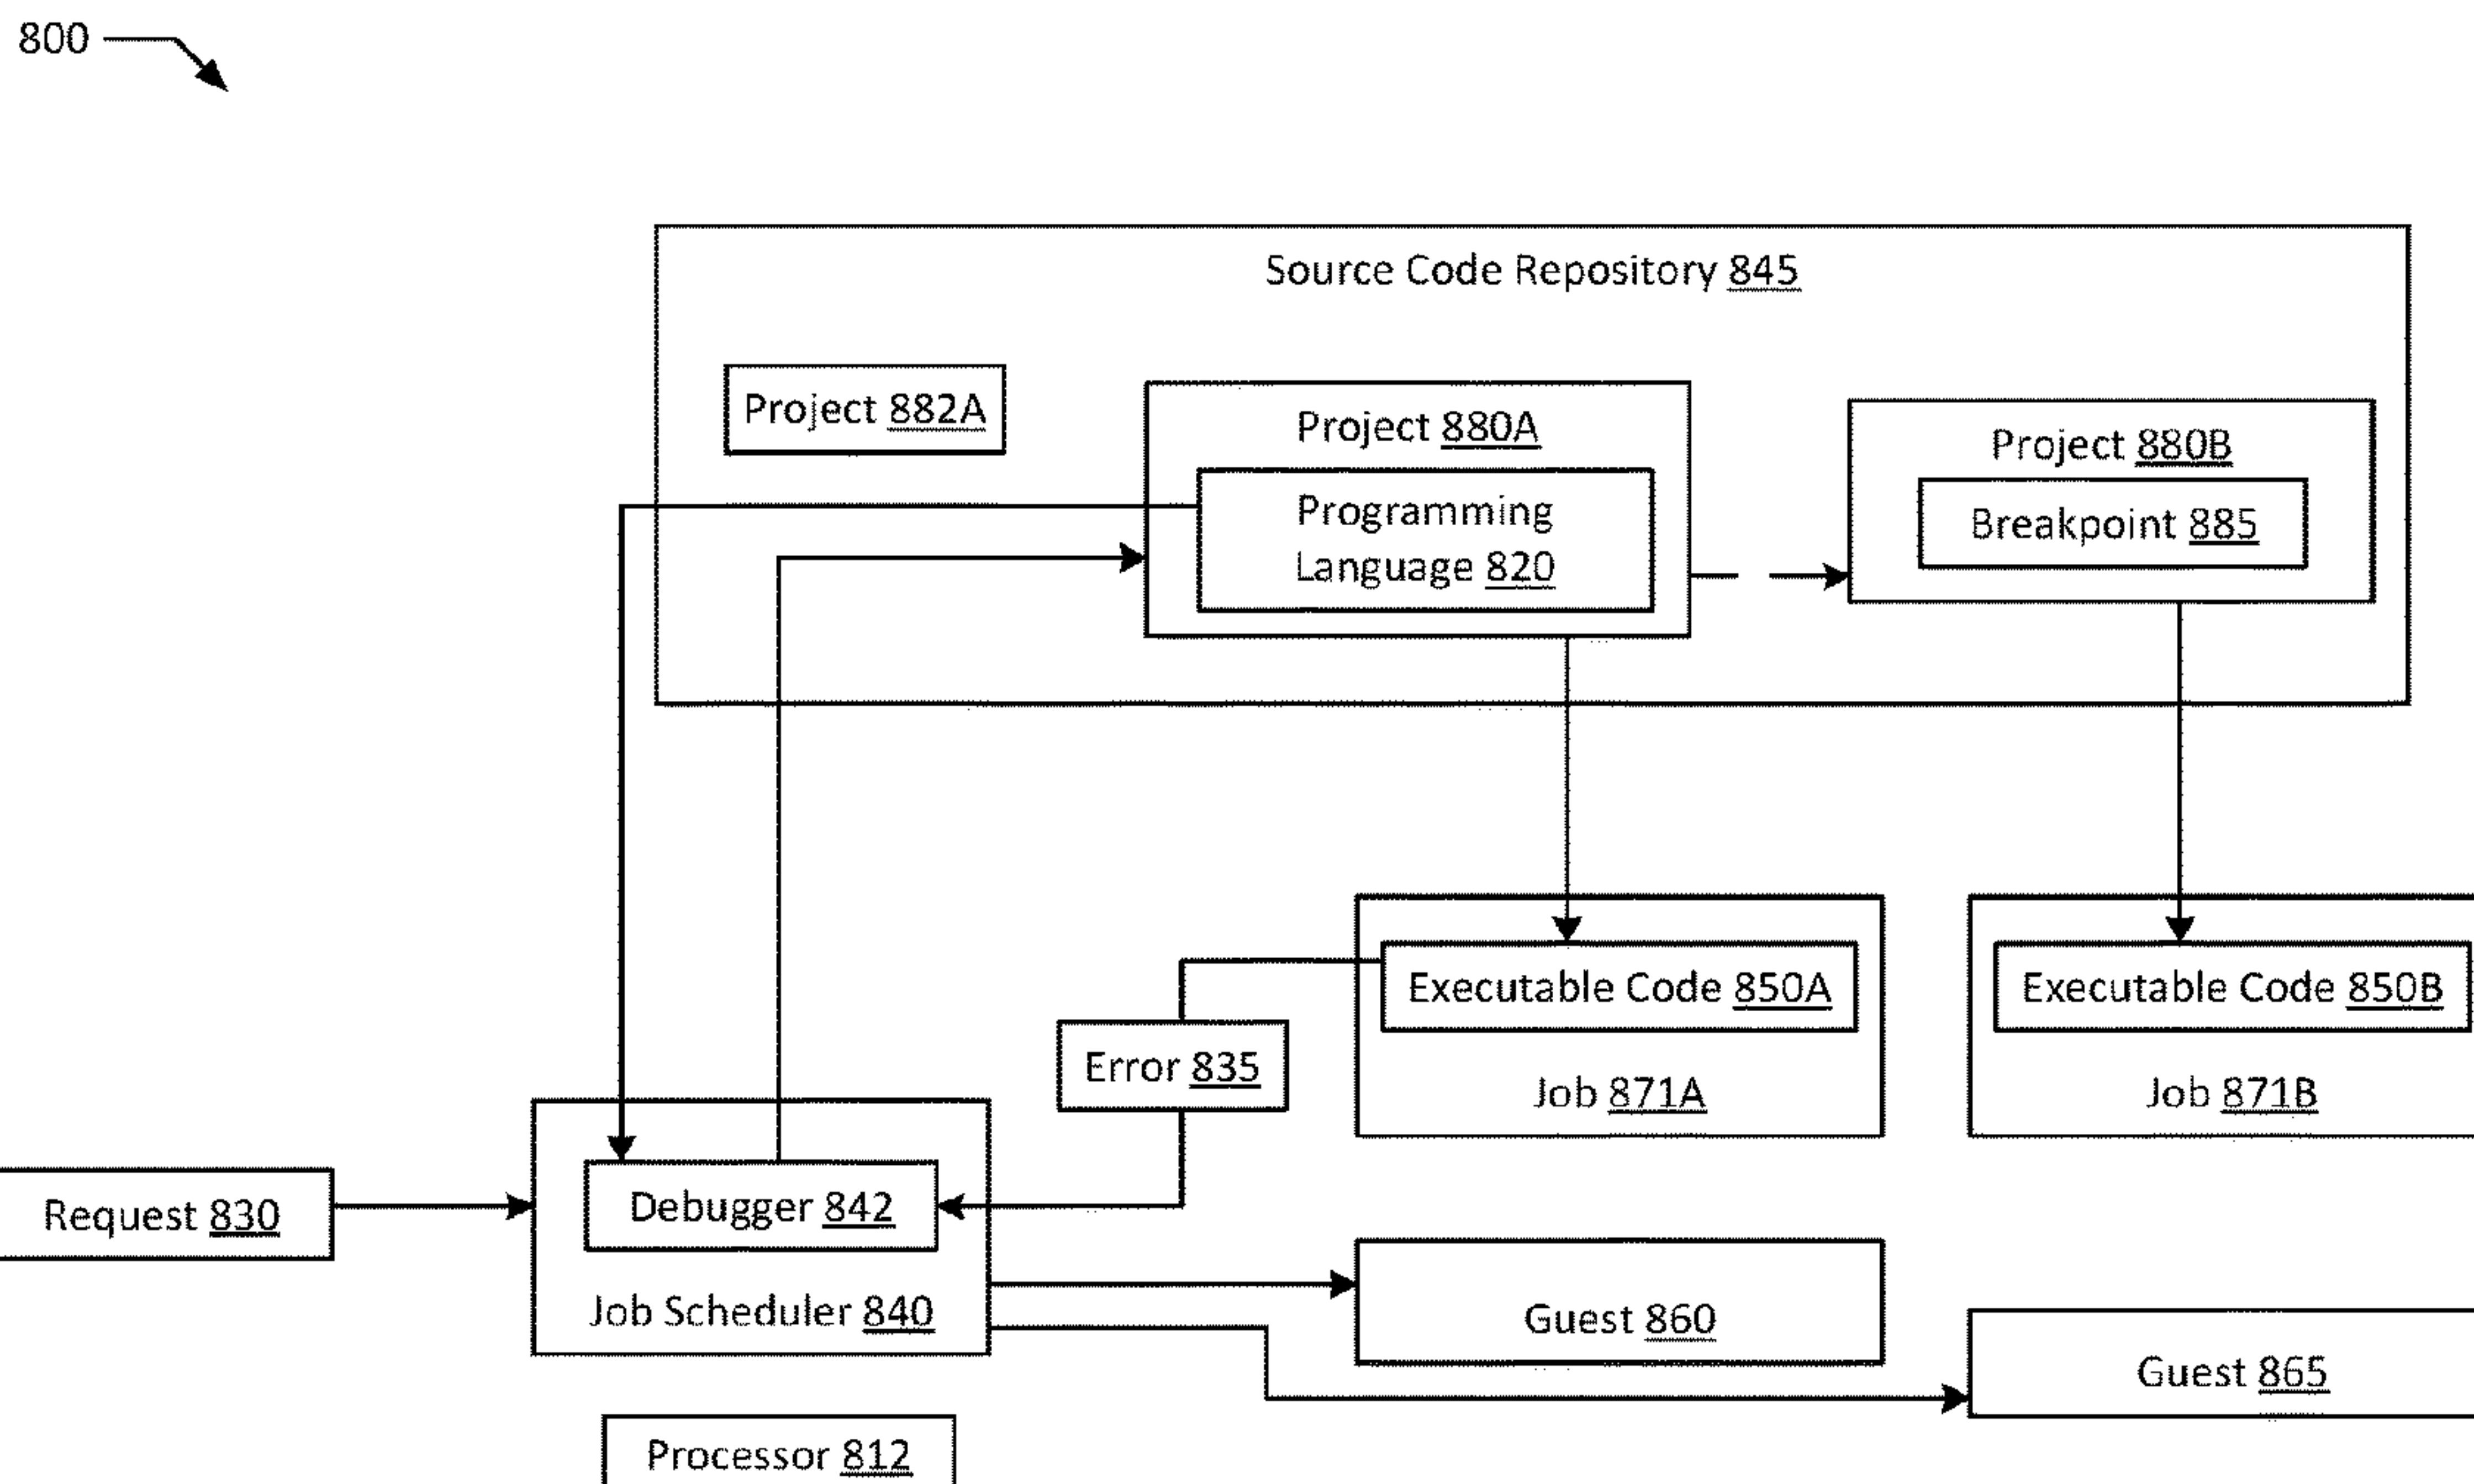 800
Source Code Repository 845
Project 882A
Project 880A
Programming
Language 820
Project 880B
Breakpoint 885
Executable Code 850A
Job 871A
Executable Code 850B
Job 871B
Error 835
Request 830
Debugger 842
Job Scheduler 840
Guest 860
Guest 865
Processor 812